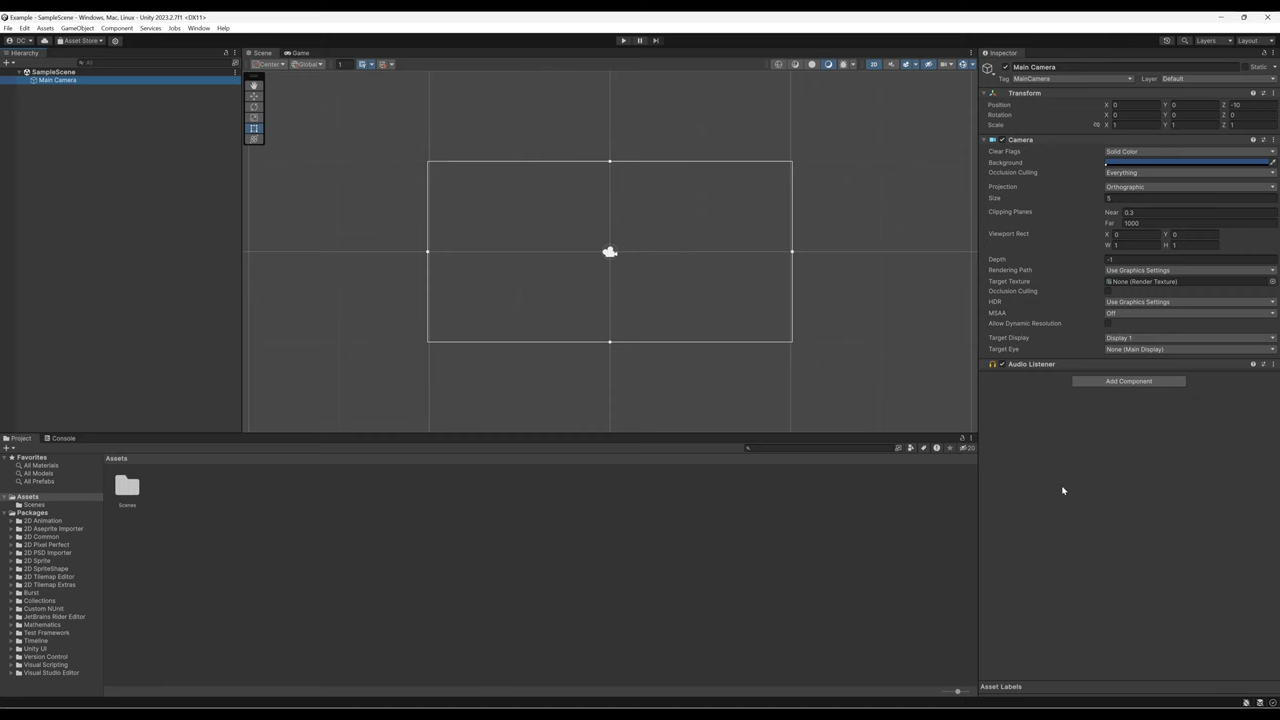 Example - SampleScene - Windows, Mac, Linux - Unity 2023.2.7f1 <DX11>
File Edit Assets GameObject Component Services Jobs Window Help
DC Asset Store Layers Layout
Hierarchy
All
SampleScene
Main Camera
Scene Game
Center Global 1 2D
Inspector
Main Camera Static
Tag MainCamera Layer Default
Transform
Position X 0 Y 0 Z -10
Rotation X 0 Y 0 Z 0
Scale X 1 Y 1 Z 1
Camera
Clear Flags Solid Color
Background
Occlusion Culling Everything
Projection Orthographic
Size 5
Clipping Planes Near 0.3
Far 1000
Viewport Rect X 0 Y 0
W 1 H 1
Depth -1
Rendering Path Use Graphics Settings
Target Texture None (Render Texture)
Occlusion Culling
HDR Use Graphics Settings
MSAA Off
Allow Dynamic Resolution
Target Display Display 1
Target Eye None (Main Display)
Audio Listener
Add Component
Project Console
20
Favorites
All Materials
All Models
All Prefabs
Assets
Scenes
Packages
2D Animation
2D Aseprite Importer
2D Common
2D Pixel Perfect
2D PSD Importer
2D Sprite
2D SpriteShape
2D Tilemap Editor
2D Tilemap Extras
Burst
Collections
Custom NUnit
JetBrains Rider Editor
Mathematics
Test Framework
Timeline
Unity UI
Version Control
Visual Scripting
Visual Studio Editor
Assets
Scenes
Asset Labels